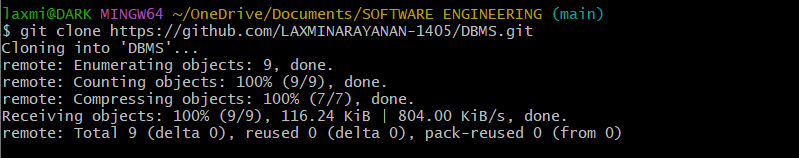 laxmi@DARK MINGW64 ~/OneDrive/Documents/SOFTWARE ENGINEERING (main)
$ git clone https://github.com/LAXMINARAYANAN-1405/DBMS.git
Cloning into 'DBMS'...
remote: Enumerating objects: 9, done.
remote: Counting objects: 100% (9/9), done.
remote: Compressing objects: 100% (7/7), done.
Receiving objects: 100% (9/9), 116.24 KiB | 804.00 KiB/s, done.
remote: Total 9 (delta 0), reused 0 (delta 0), pack-reused 0 (from 0)